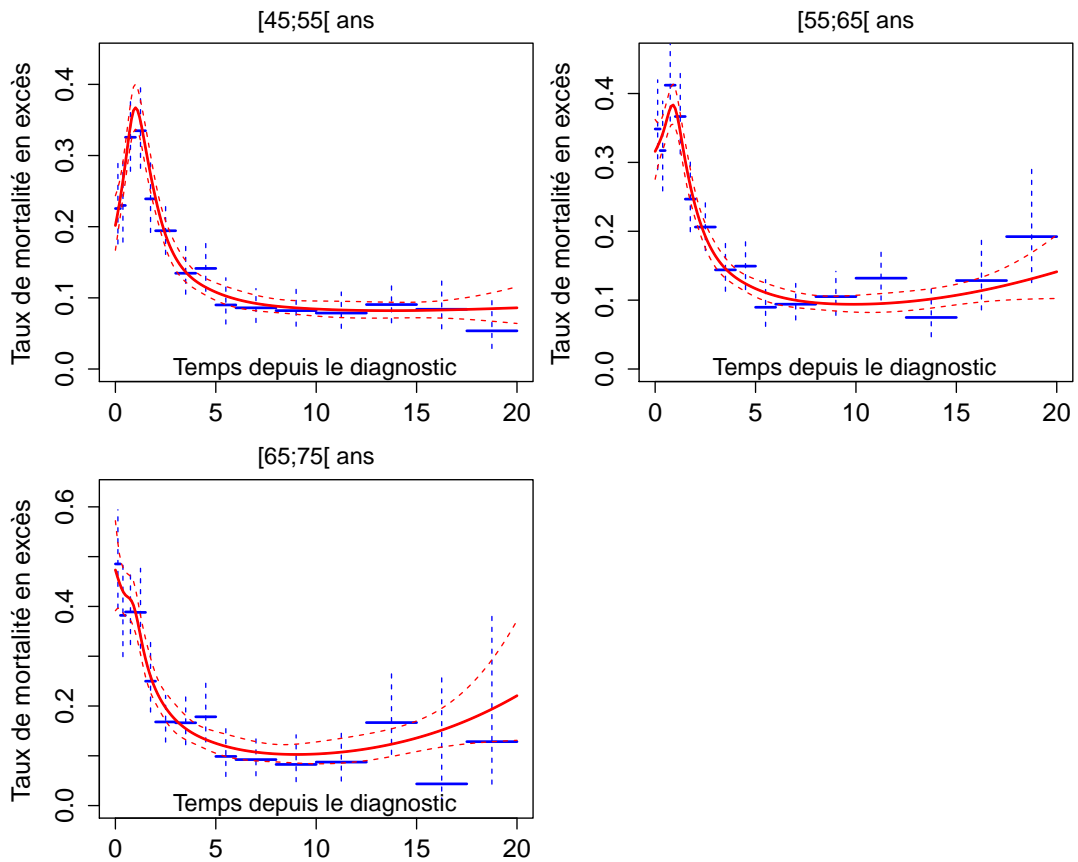 [45;55[ ans
Taux de mortalité en excès
0.0 0.1 0.2 0.3 0.4
Temps depuis le diagnostic
0 5 10 15 20
[55;65[ ans
Taux de mortalité en excès
0.0 0.1 0.2 0.3 0.4
Temps depuis le diagnostic
0 5 10 15 20
[65;75[ ans
Taux de mortalité en excès
0.0 0.2 0.4 0.6
Temps depuis le diagnostic
0 5 10 15 20